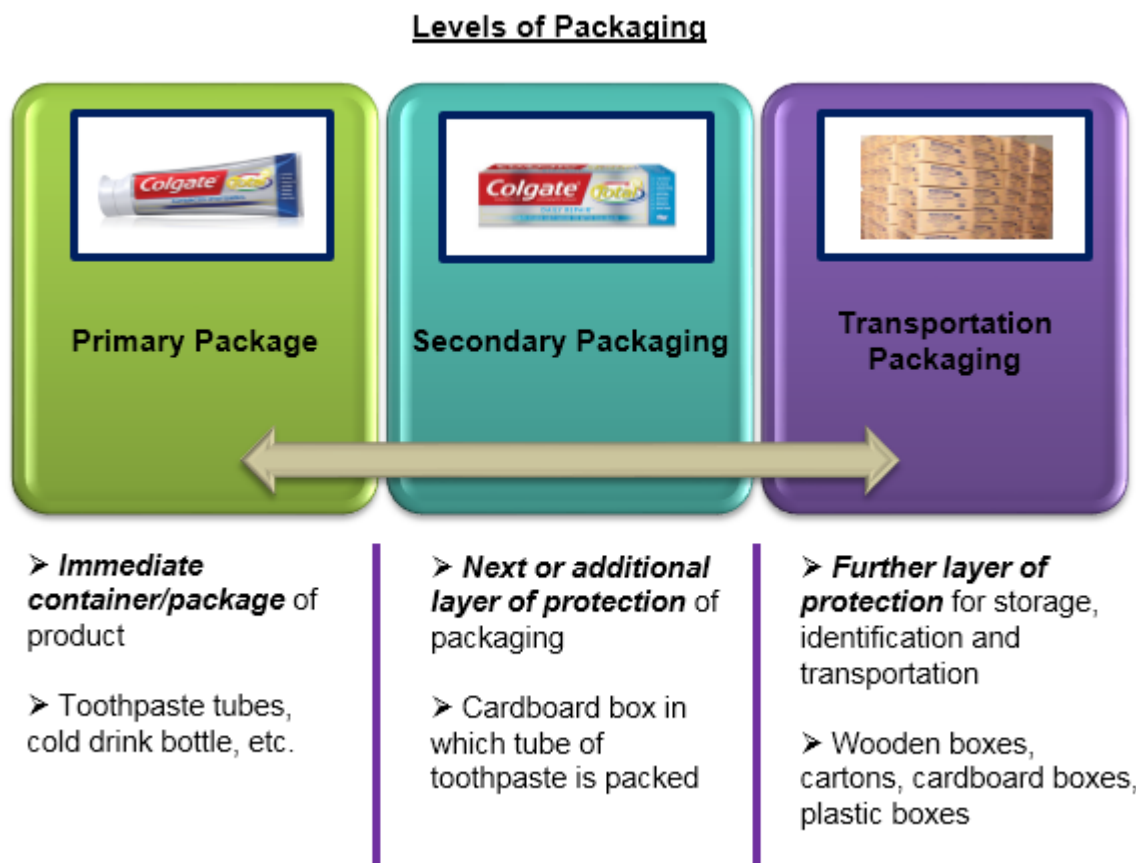 Levels of Packaging
Colgate
Total
Colgate
Total
DAILY REPAIR
Primary Package
Secondary Packaging
Transportation
Packaging
➤ Immediate
container/package of
product
➤ Toothpaste tubes,
cold drink bottle, etc.
➤ Next or additional
layer of protection of
packaging
➤ Cardboard box in
which tube of
toothpaste is packed
➤ Further layer of
protection for storage,
identification and
transportation
➤ Wooden boxes,
cartons, cardboard boxes,
plastic boxes